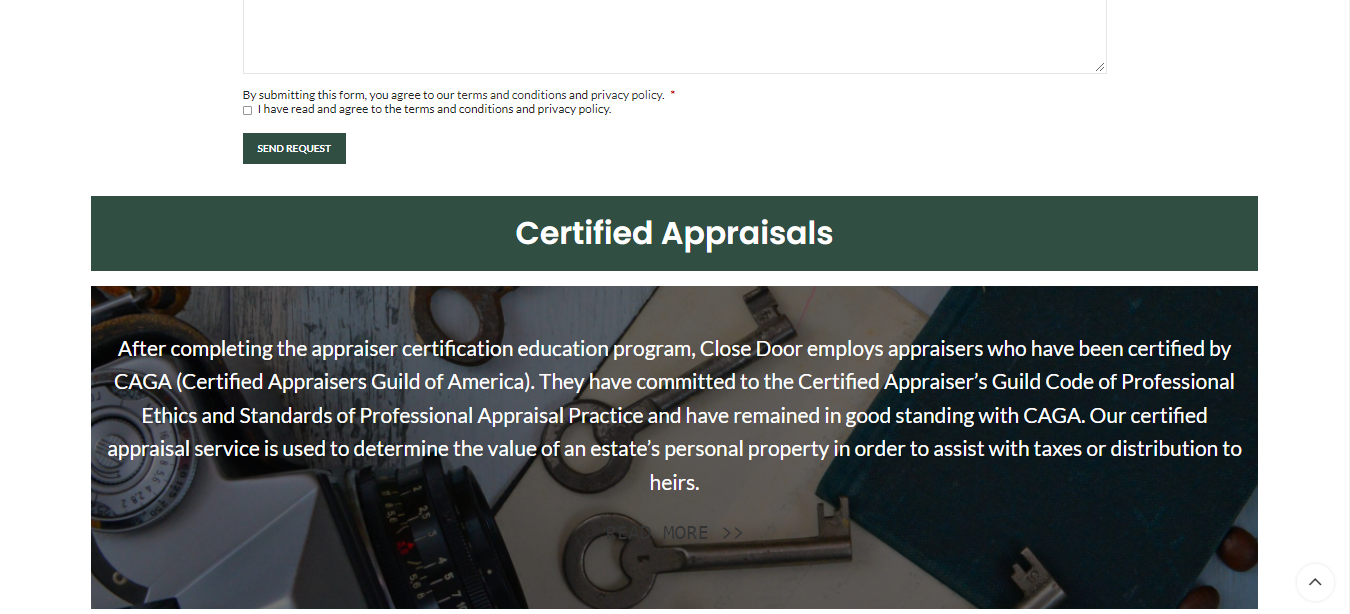 By submitting this form, you agree to our terms and conditions and privacy policy. *
I have read and agree to the terms and conditions and privacy policy.
SEND REQUEST
Certified Appraisals
After completing the appraiser certification education program, Close Door employs appraisers who have been certified by
CAGA (Certified Appraisers Guild of America). They have committed to the Certified Appraiser’s Guild Code of Professional
Ethics and Standards of Professional Appraisal Practice and have remained in good standing with CAGA. Our certified
appraisal service is used to determine the value of an estate’s personal property in order to assist with taxes or distribution to
heirs.
READ MORE >>